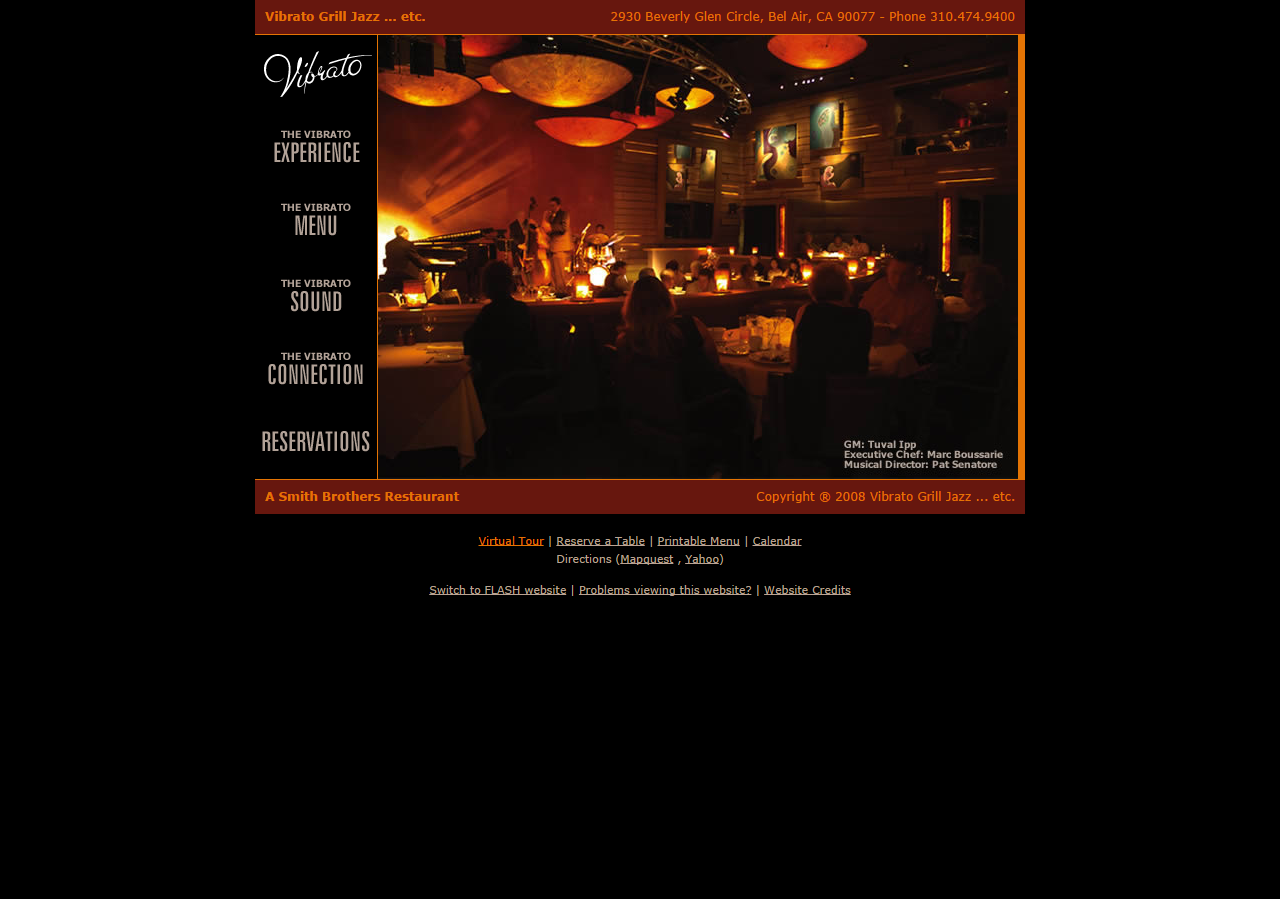 Vibrato Grill Jazz ... etc.
2930 Beverly Glen Circle, Bel Air, CA 90077 - Phone 310.474.9400
Vibrato
THE VIBRATO
EXPERIENCE
THE VIBRATO
MENU
THE VIBRATO
SOUND
THE VIBRATO
CONNECTION
RESERVATIONS
GM: Tuval Ipp
Executive Chef: Marc Boussarie
Musical Director: Pat Senatore
A Smith Brothers Restaurant
Copyright ® 2008 Vibrato Grill Jazz ... etc.
Virtual Tour | Reserve a Table | Printable Menu | Calendar
Directions (Mapquest , Yahoo)
Switch to FLASH website | Problems viewing this website? | Website Credits